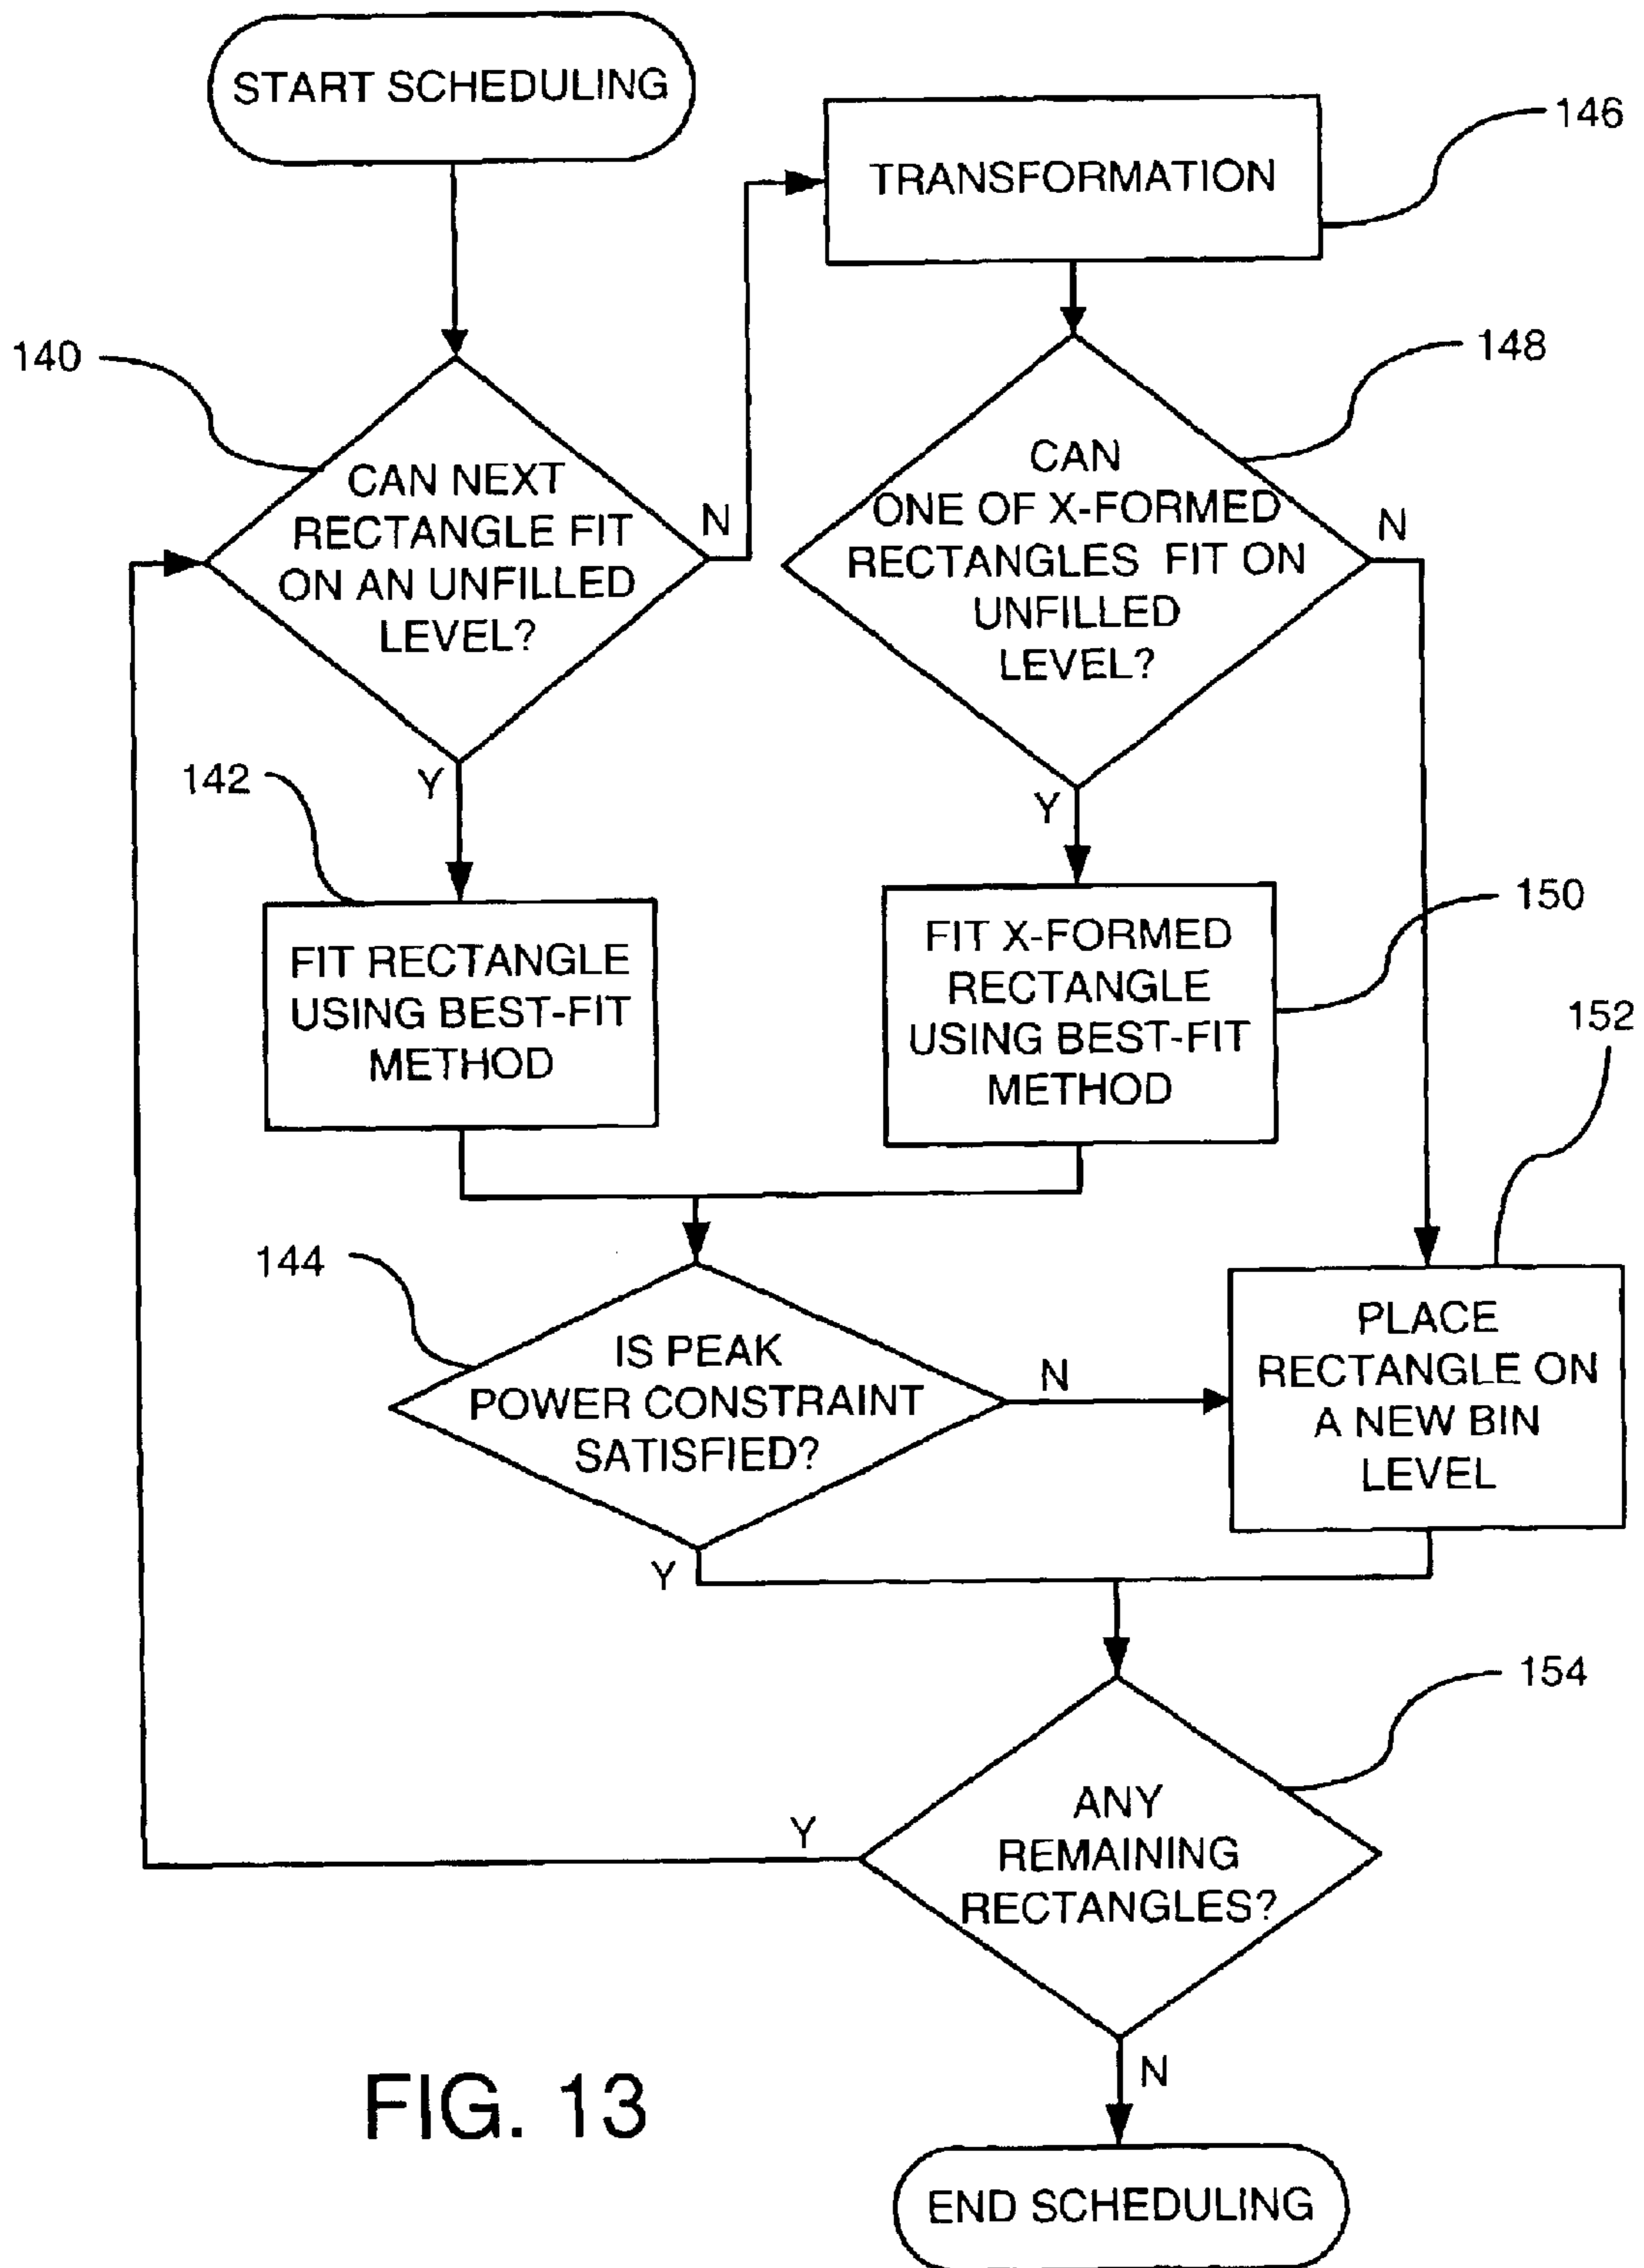 START SCHEDULING
TRANSFORMATION
146
140
CAN NEXT
RECTANGLE FIT
ON AN UNFILLED
LEVEL?
N
148
CAN
ONE OF X-FORMED
RECTANGLES FIT ON
UNFILLED
LEVEL?
N
Y
142
FIT RECTANGLE
USING BEST-FIT
METHOD
Y
150
FIT X-FORMED
RECTANGLE
USING BEST-FIT
METHOD
152
144
IS PEAK
POWER CONSTRAINT
SATISFIED?
N
PLACE
RECTANGLE ON
A NEW BIN
LEVEL
Y
154
ANY
REMAINING
RECTANGLES?
Y
N
FIG. 13
END SCHEDULING